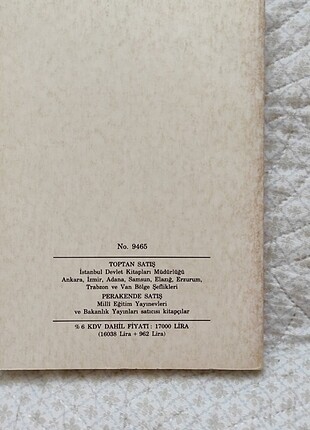 No. 9465
TOPTAN SATIŞ
İstanbul Devlet Kitapları Müdürlüğü
Ankara, İzmir, Adana, Samsun, Elazığ, Erzurum,
Trabzon ve Van Bölge Şeflikleri
PERAKENDE SATIŞ
Millî Eğitim Yayınevleri
ve Bakanlık Yayınları satıcısı kitapçılar
% 6 KDV DAHİL FİYATI : 17000 LİRA
(16038 Lira + 962 Lira)